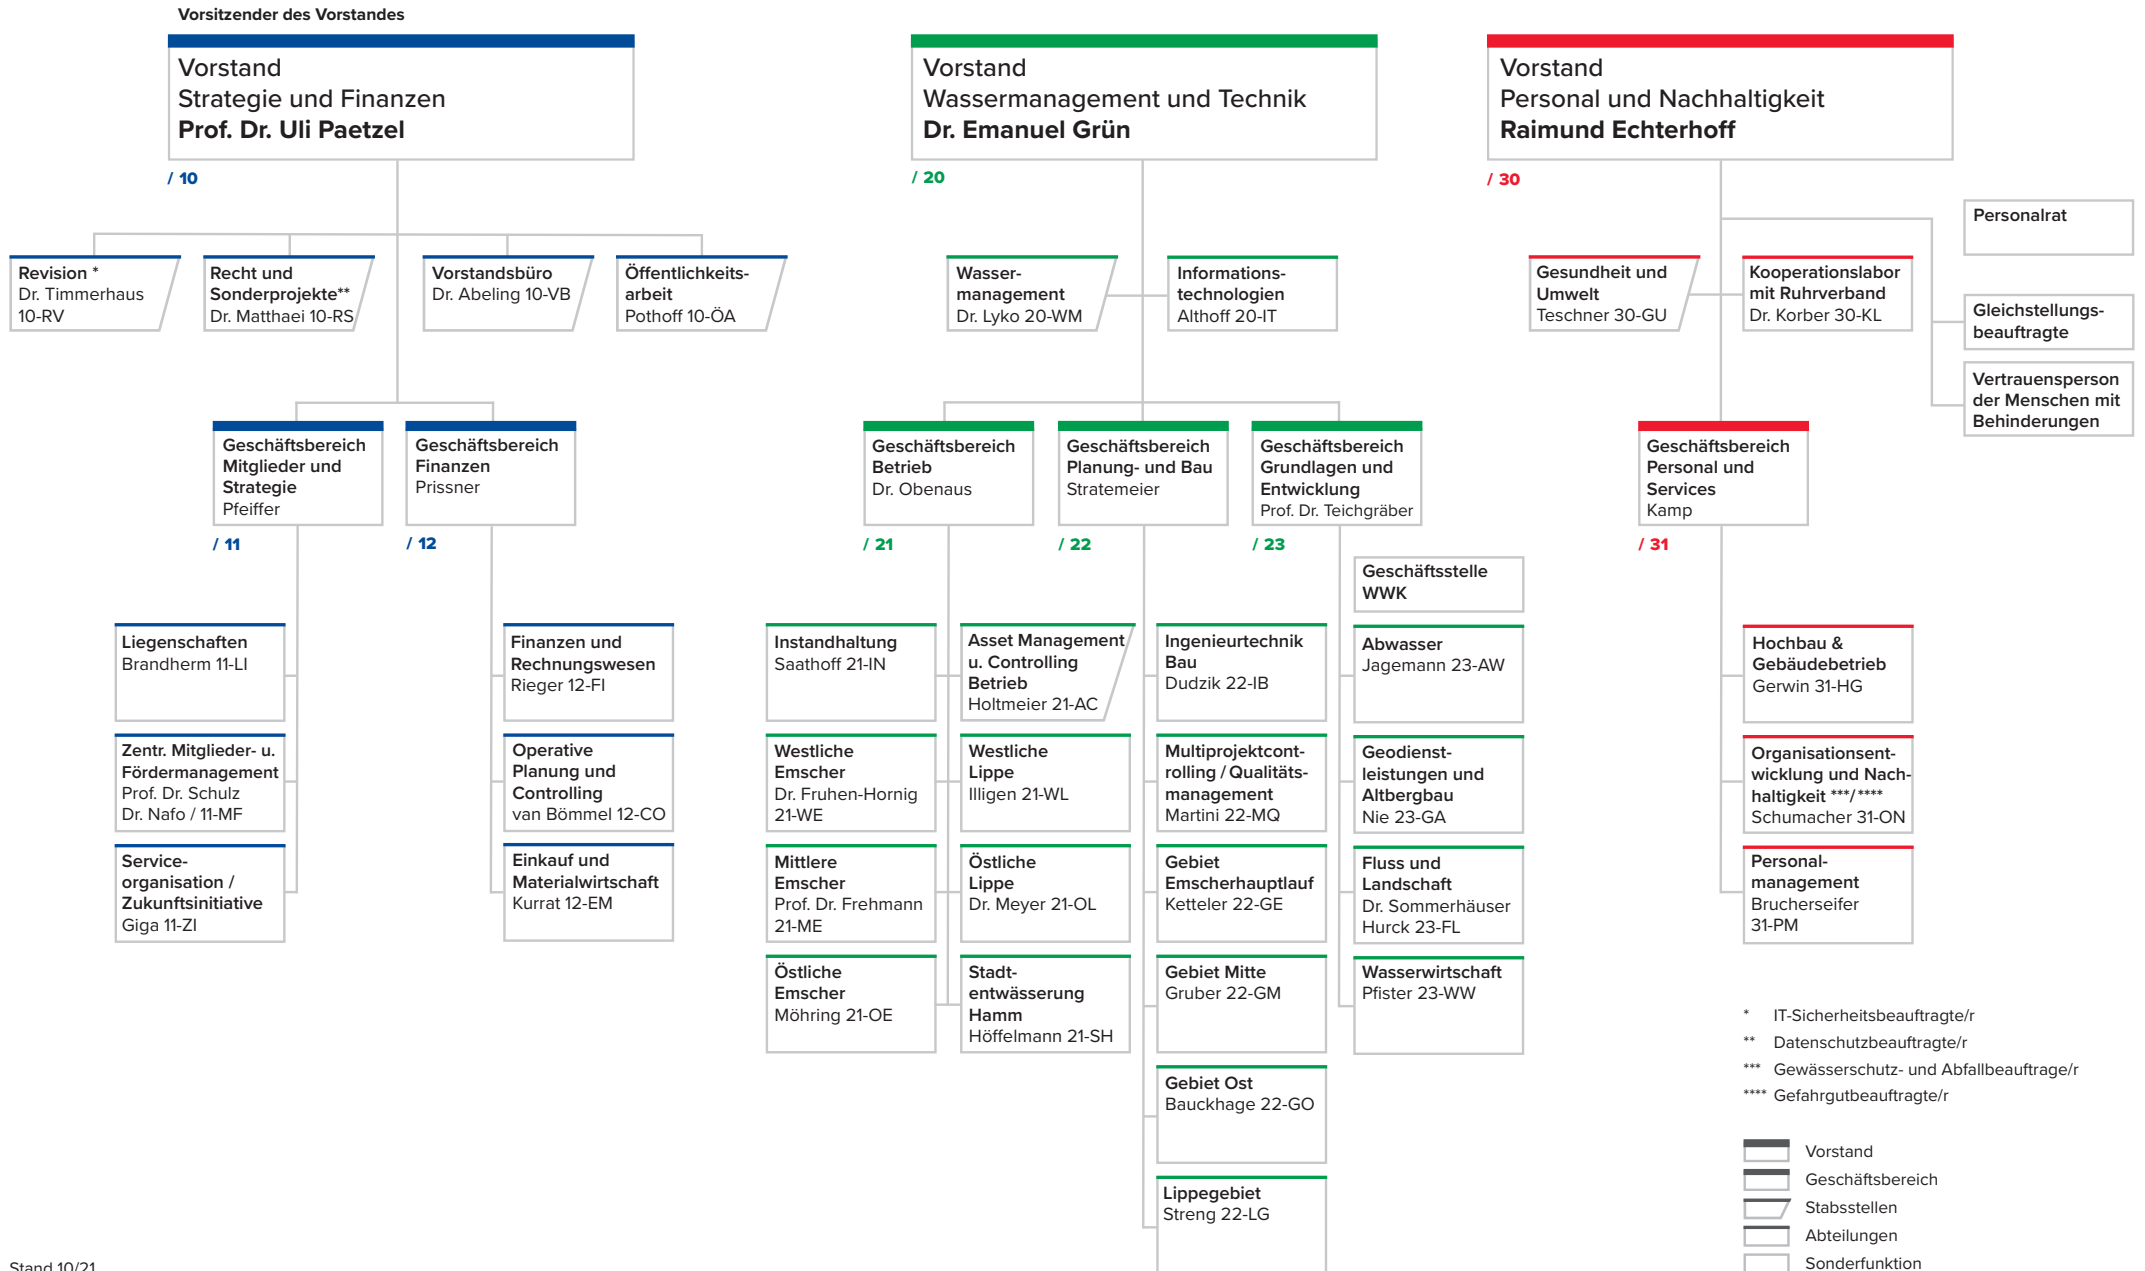 Vorsitzender des Vorstandes
Vorstand
Strategie und Finanzen
Prof. Dr. Uli Paetzel
/ 10
Vorstand
Wassermanagement und Technik
Dr. Emanuel Grün
/ 20
Vorstand
Personal und Nachhaltigkeit
Raimund Echterhoff
/ 30
Revision *
Dr. Timmerhaus
10-RV
Recht und
Sonderprojekte**
Dr. Matthaei 10-RS
Vorstandsbüro
Dr. Abeling 10-VB
Öffentlichkeits-
arbeit
Pothoff 10-ÖA
Wasser-
management
Dr. Lyko 20-WM
Informations-
technologien
Althoff 20-IT
Gesundheit und
Umwelt
Teschner 30-GU
Kooperationslabor
mit Ruhrverband
Dr. Korber 30-KL
Personalrat
Gleichstellungs-
beauftragte
Vertrauensperson
der Menschen mit
Behinderungen
Geschäftsbereich
Mitglieder und
Strategie
Pfeiffer
/ 11
Geschäftsbereich
Finanzen
Prissner
/ 12
Geschäftsbereich
Betrieb
Dr. Obenaus
/ 21
Geschäftsbereich
Planung- und Bau
Stratemeier
/ 22
Geschäftsbereich
Grundlagen und
Entwicklung
Prof. Dr. Teichgräber
/ 23
Geschäftsbereich
Personal und
Services
Kamp
/ 31
Liegenschaften
Brandherm 11-LI
Zentr. Mitglieder- u.
Fördermanagement
Prof. Dr. Schulz
Dr. Nafo / 11-MF
Service-
organisation /
Zukunftsinitiative
Giga 11-ZI
Finanzen und
Rechnungswesen
Rieger 12-FI
Operative
Planung und
Controlling
van Bömmel 12-CO
Einkauf und
Materialwirtschaft
Kurrat 12-EM
Instandhaltung
Saathoff 21-IN
Westliche
Emscher
Dr. Fruhen-Hornig
21-WE
Mittlere
Emscher
Prof. Dr. Frehmann
21-ME
Östliche
Emscher
Möhring 21-OE
Asset Management
u. Controlling
Betrieb
Holtmeier 21-AC
Westliche
Lippe
Illigen 21-WL
Östliche
Lippe
Dr. Meyer 21-OL
Stadt-
entwässerung
Hamm
Höffelmann 21-SH
Ingenieurtechnik
Bau
Dudzik 22-IB
Multiprojektcont-
rolling / Qualitäts-
management
Martini 22-MQ
Gebiet
Emscherhauptlauf
Ketteler 22-GE
Gebiet Mitte
Gruber 22-GM
Gebiet Ost
Bauckhage 22-GO
Lippegebiet
Streng 22-LG
Geschäftsstelle
WWK
Abwasser
Jagemann 23-AW
Geodienst-
leistungen und
Altbergbau
Nie 23-GA
Fluss und
Landschaft
Dr. Sommerhäuser
Hurck 23-FL
Wasserwirtschaft
Pfister 23-WW
Hochbau &
Gebäudebetrieb
Gerwin 31-HG
Organisationsent-
wicklung und Nach-
haltigkeit ***/****
Schumacher 31-ON
Personal-
management
Brucherseifer
31-PM
* IT-Sicherheitsbeauftragte/r
** Datenschutzbeauftragte/r
*** Gewässerschutz- und Abfallbeauftrage/r
**** Gefahrgutbeauftragte/r
Vorstand
Geschäftsbereich
Stabsstellen
Abteilungen
Sonderfunktion
Stand 10/21